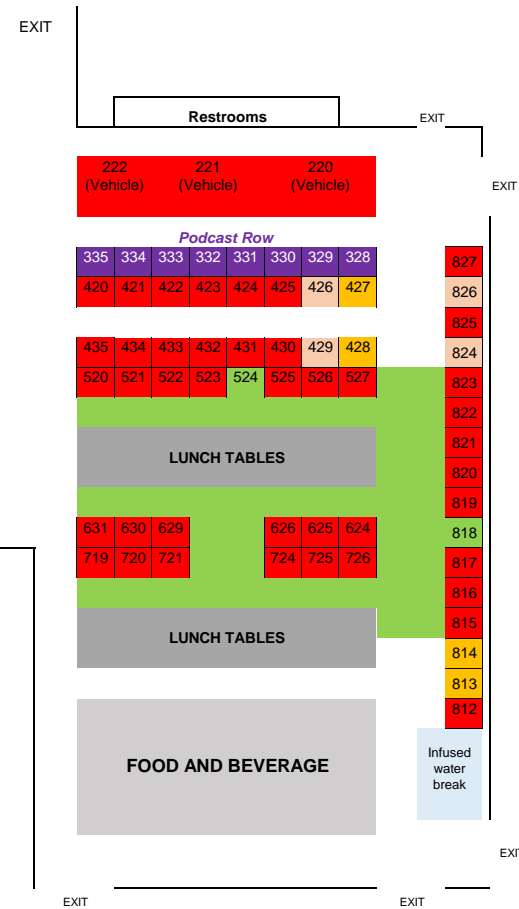 EXIT
Restrooms
EXIT
222 221 220
(Vehicle) (Vehicle) (Vehicle)
EXIT
Podcast Row
335 334 333 332 331 330 329 328
827
420 421 422 423 424 425 426 427
826
825
435 434 433 432 431 430 429 428
824
520 521 522 523 524 525 526 527
823
822
LUNCH TABLES
821
820
819
631 630 629 626 625 624
818
719 720 721 724 725 726
817
816
815
LUNCH TABLES
814
813
812
FOOD AND BEVERAGE
Infused
water
break
EXI
EXIT
EXIT